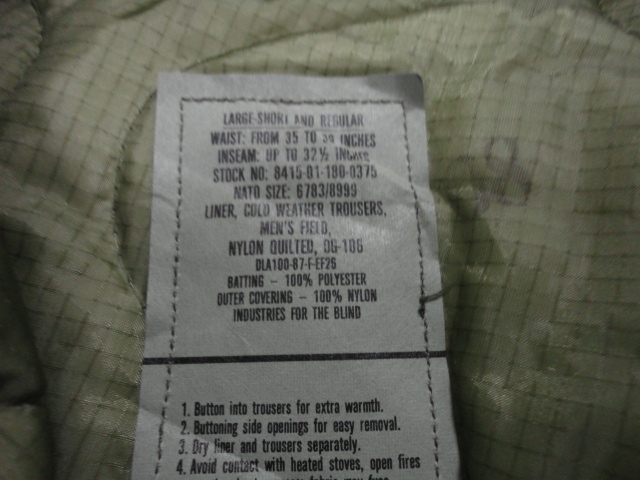 LARGE-SHORT AND REGULAR
WAIST: FROM 35 TO INCHES
INSEAM: UP TO 32½ INCHES
STOCK NO: 8415-01-180-0375
NATO SIZE: 6783/8999
LINER, COLD WEATHER TROUSERS,
MEN'S FIELD,
NYLON QUILTED, OG-106
DLA100-87-F-EF26
BATTING – 100% POLYESTER
OUTER COVERING – 100% NYLON
INDUSTRIES FOR THE BLIND
1. Button into trousers for extra warmth.
2. Buttoning side openings for easy removal.
3. Dry liner and trousers separately.
4. Avoid contact with heated stoves, open fires